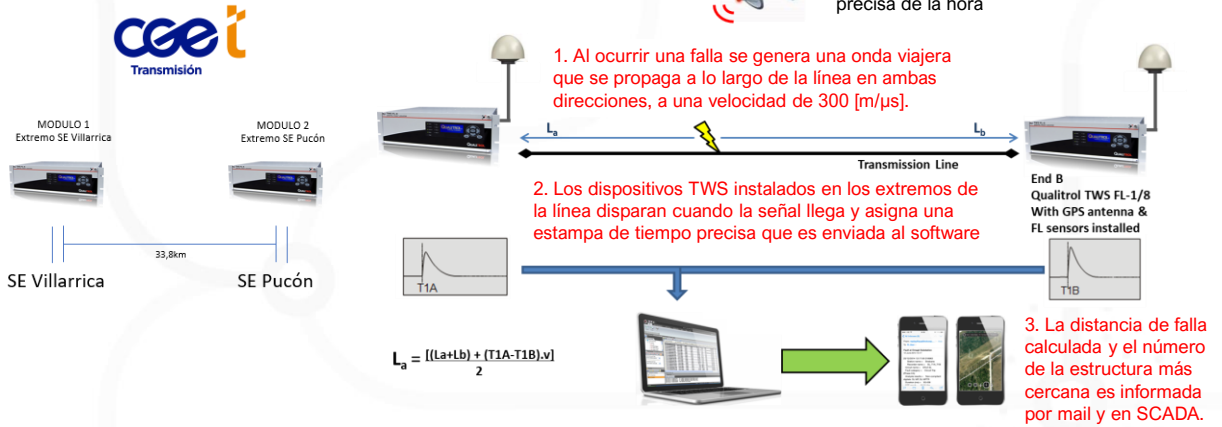 precisa de la hora
CGE t
Transmisión
MODULO 1
Extremo SE Villarrica
MODULO 2
Extremo SE Pucón
33,8km
SE Villarrica
SE Pucón
1. Al ocurrir una falla se genera una onda viajera
que se propaga a lo largo de la línea en ambas
direcciones, a una velocidad de 300 [m/µs].
La
Lb
Transmission Line
End B
Qualitrol TWS FL-1/8
With GPS antenna &
FL sensors installed
2. Los dispositivos TWS instalados en los extremos de
la línea disparan cuando la señal llega y asigna una
estampa de tiempo precisa que es enviada al software
T1A
T1B
La = [(La+Lb) + (T1A-T1B).v]
2
3. La distancia de falla
calculada y el número
de la estructura más
cercana es informada
por mail y en SCADA.